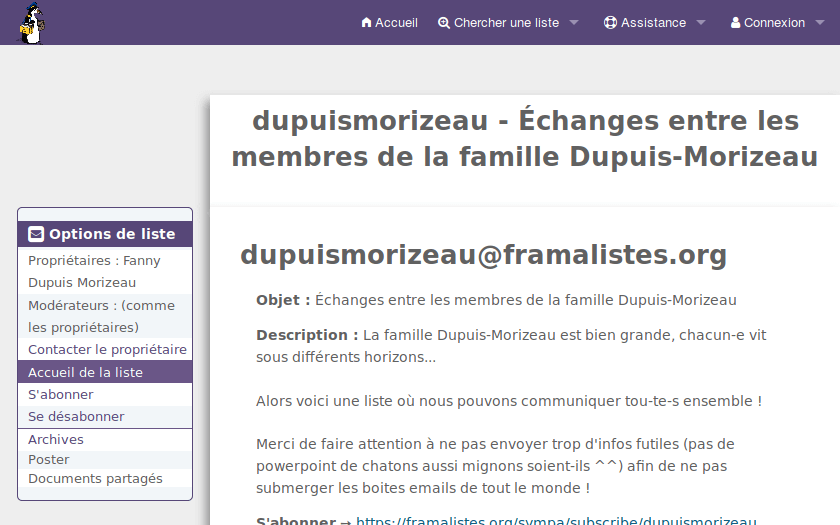 Accueil Chercher une liste Assistance Connexion
dupuismorizeau - Échanges entre les
membres de la famille Dupuis-Morizeau
Options de liste
Propriétaires : Fanny
Dupuis Morizeau
Modérateurs : (comme
les propriétaires)
Contacter le propriétaire
Accueil de la liste
S'abonner
Se désabonner
Archives
Poster
Documents partagés
dupuismorizeau@framalistes.org
Objet : Échanges entre les membres de la famille Dupuis-Morizeau
Description : La famille Dupuis-Morizeau est bien grande, chacun-e vit
sous différents horizons...
Alors voici une liste où nous pouvons communiquer tou-te-s ensemble !
Merci de faire attention à ne pas envoyer trop d'infos futiles (pas de
powerpoint de chatons aussi mignons soient-ils ^^) afin de ne pas
submerger les boites emails de tout le monde !
S'abonner → https://framalistes.org/sympa/subscribe/dupuismorizeau